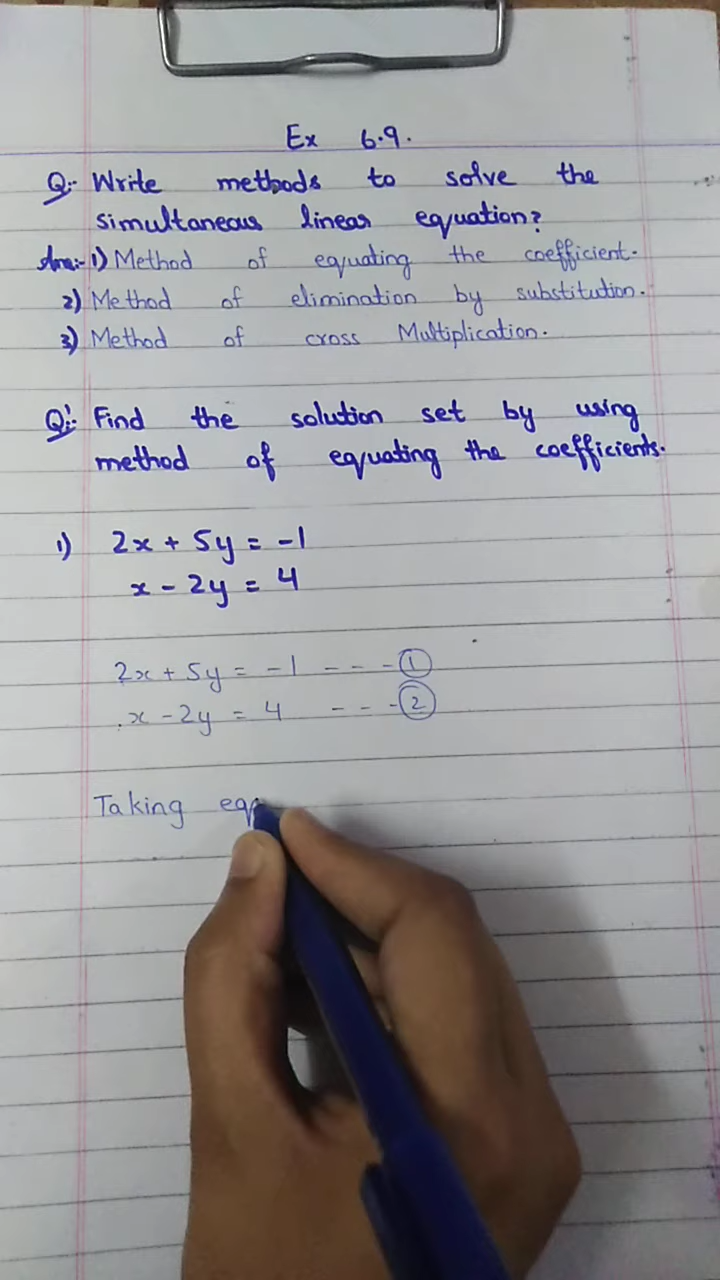 Ex 6.9.
Q:- Write methods to solve the
simultaneous linear equation?
Ans:- 1) Method of equating the coefficient.
2) Method of elimination by substitution.
3) Method of cross Multiplication.
Q1:- Find the solution set by using
method of equating the coefficients.
1) 2x + 5y = -1
x - 2y = 4
2x + 5y = -1 - - - ①
x - 2y = 4 - - - ②
Taking eq